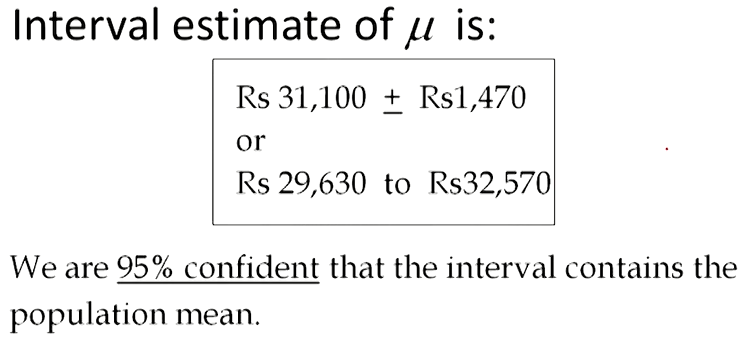 Interval estimate of μ is:
Rs 31,100 ± Rs1,470
or
Rs 29,630 to Rs32,570
We are 95% confident that the interval contains the
population mean.